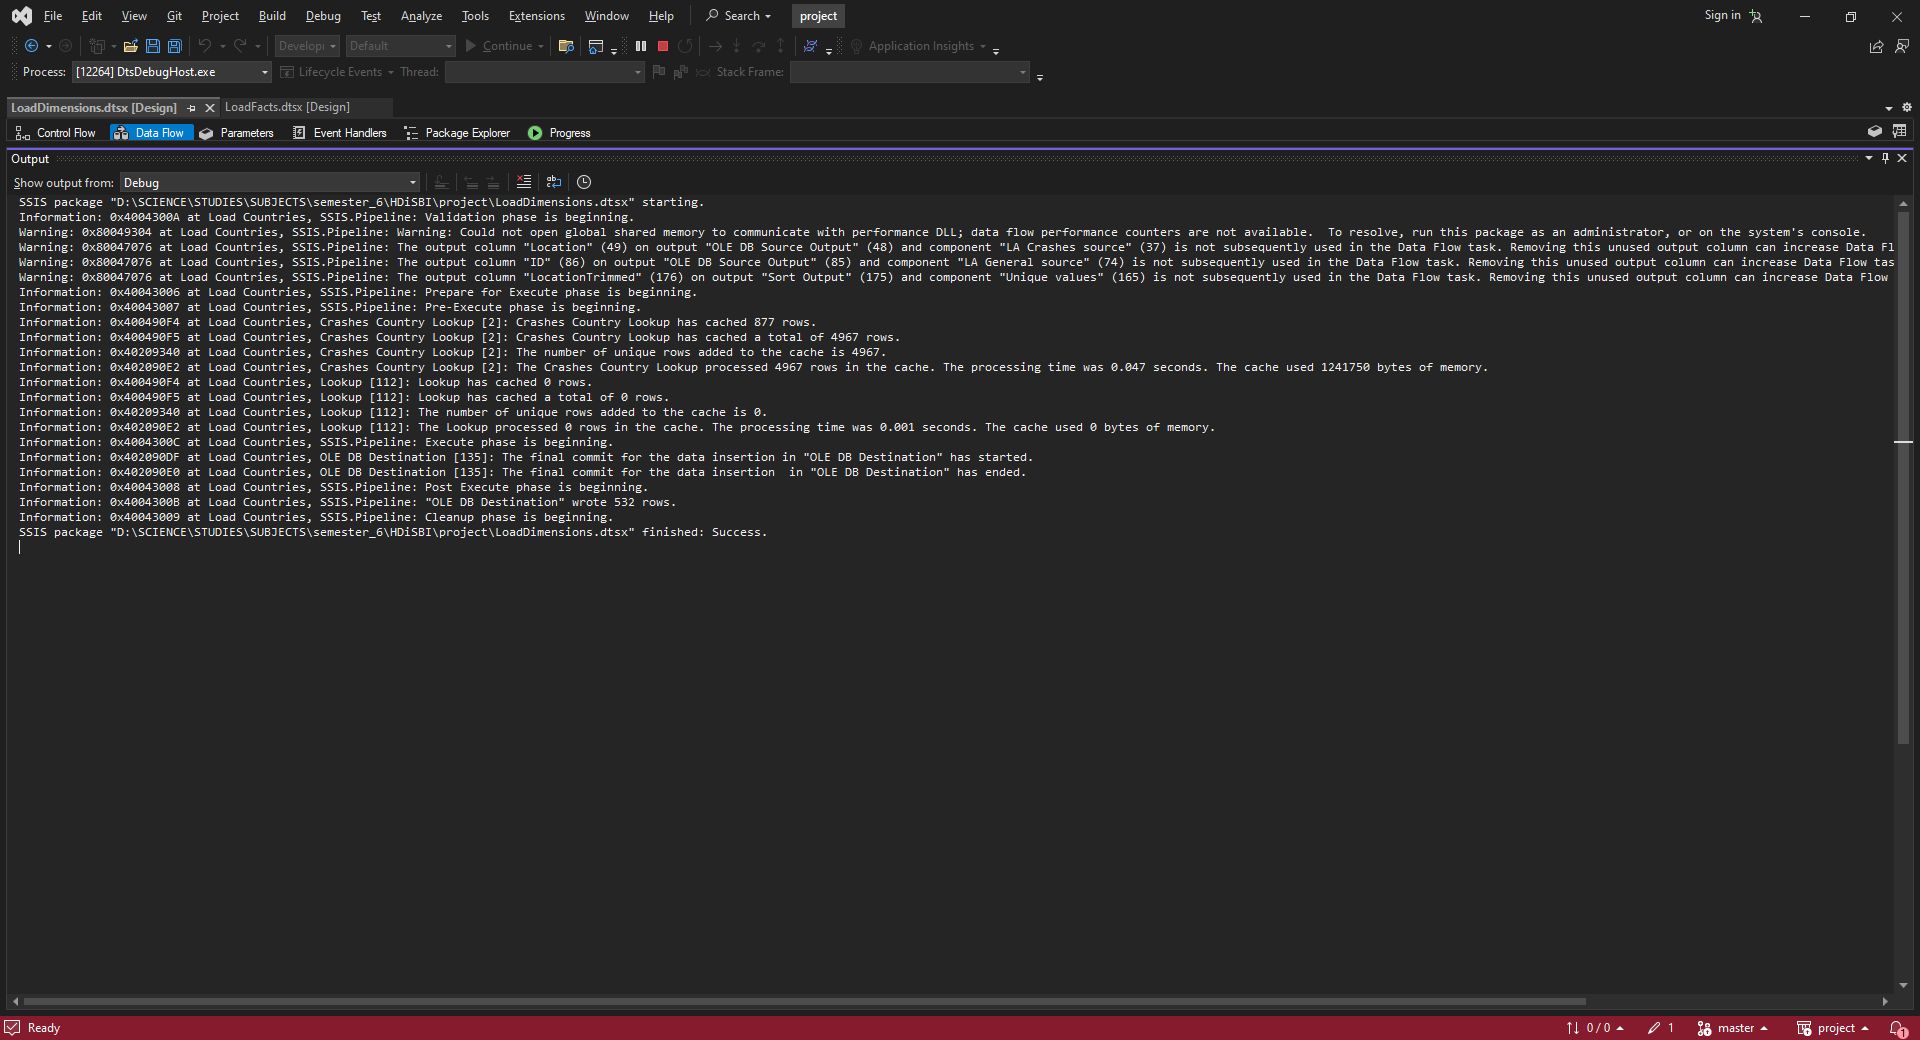 File Edit View Git Project Build Debug Test Analyze Tools Extensions Window Help Search project Sign in
Developi Default Continue Application Insights
Process: [12264] DtsDebugHost.exe Lifecycle Events Thread: Stack Frame:
LoadDimensions.dtsx [Design] LoadFacts.dtsx [Design]
Control Flow Data Flow Parameters Event Handlers Package Explorer Progress
Output
Show output from: Debug
SSIS package "D:\SCIENCE\STUDIES\SUBJECTS\semester_6\HDiSBI\project\LoadDimensions.dtsx" starting.
Information: 0x4004300A at Load Countries, SSIS.Pipeline: Validation phase is beginning.
Warning: 0x80049304 at Load Countries, SSIS.Pipeline: Warning: Could not open global shared memory to communicate with performance DLL; data flow performance counters are not available.  To resolve, run this package as an administrator, or on the system's console.
Warning: 0x80047076 at Load Countries, SSIS.Pipeline: The output column "Location" (49) on output "OLE DB Source Output" (48) and component "LA Crashes source" (37) is not subsequently used in the Data Flow task. Removing this unused output column can increase Data Fl
Warning: 0x80047076 at Load Countries, SSIS.Pipeline: The output column "ID" (86) on output "OLE DB Source Output" (85) and component "LA General source" (74) is not subsequently used in the Data Flow task. Removing this unused output column can increase Data Flow tas
Warning: 0x80047076 at Load Countries, SSIS.Pipeline: The output column "LocationTrimmed" (176) on output "Sort Output" (175) and component "Unique values" (165) is not subsequently used in the Data Flow task. Removing this unused output column can increase Data Flow
Information: 0x40043006 at Load Countries, SSIS.Pipeline: Prepare for Execute phase is beginning.
Information: 0x40043007 at Load Countries, SSIS.Pipeline: Pre-Execute phase is beginning.
Information: 0x400490F4 at Load Countries, Crashes Country Lookup [2]: Crashes Country Lookup has cached 877 rows.
Information: 0x400490F5 at Load Countries, Crashes Country Lookup [2]: Crashes Country Lookup has cached a total of 4967 rows.
Information: 0x40209340 at Load Countries, Crashes Country Lookup [2]: The number of unique rows added to the cache is 4967.
Information: 0x402090E2 at Load Countries, Crashes Country Lookup [2]: The Crashes Country Lookup processed 4967 rows in the cache. The processing time was 0.047 seconds. The cache used 1241750 bytes of memory.
Information: 0x400490F4 at Load Countries, Lookup [112]: Lookup has cached 0 rows.
Information: 0x400490F5 at Load Countries, Lookup [112]: Lookup has cached a total of 0 rows.
Information: 0x40209340 at Load Countries, Lookup [112]: The number of unique rows added to the cache is 0.
Information: 0x402090E2 at Load Countries, Lookup [112]: The Lookup processed 0 rows in the cache. The processing time was 0.001 seconds. The cache used 0 bytes of memory.
Information: 0x4004300C at Load Countries, SSIS.Pipeline: Execute phase is beginning.
Information: 0x402090DF at Load Countries, OLE DB Destination [135]: The final commit for the data insertion in "OLE DB Destination" has started.
Information: 0x402090E0 at Load Countries, OLE DB Destination [135]: The final commit for the data insertion  in "OLE DB Destination" has ended.
Information: 0x40043008 at Load Countries, SSIS.Pipeline: Post Execute phase is beginning.
Information: 0x4004300B at Load Countries, SSIS.Pipeline: "OLE DB Destination" wrote 532 rows.
Information: 0x40043009 at Load Countries, SSIS.Pipeline: Cleanup phase is beginning.
SSIS package "D:\SCIENCE\STUDIES\SUBJECTS\semester_6\HDiSBI\project\LoadDimensions.dtsx" finished: Success.
Ready 0 / 0 1 master project 1